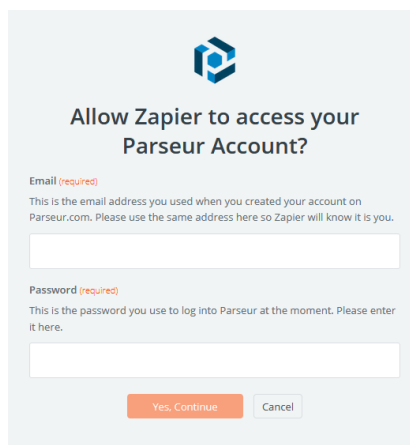 Allow Zapier to access your
Parseur Account?
Email (required)
This is the email address you used when you created your account on
Parseur.com. Please use the same address here so Zapier will know it is you.
Password (required)
This is the password you use to log into Parseur at the moment. Please enter
it here.
Yes, Continue
Cancel